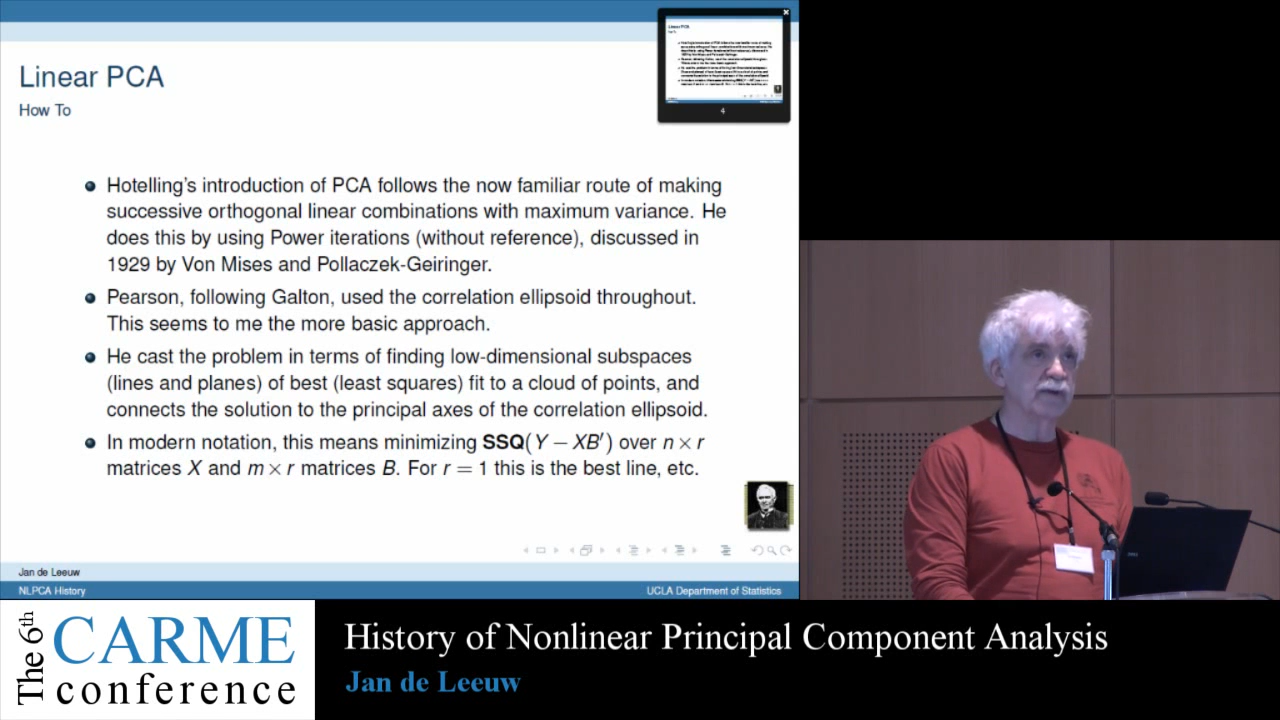 Linear PCA
How To
4
Hotelling's introduction of PCA follows the now familiar route of making
successive orthogonal linear combinations with maximum variance. He
does this by using Power iterations (without reference), discussed in
1929 by Von Mises and Pollaczek-Geiringer.
Pearson, following Galton, used the correlation ellipsoid throughout.
This seems to me the more basic approach.
He cast the problem in terms of finding low-dimensional subspaces
(lines and planes) of best (least squares) fit to a cloud of points, and
connects the solution to the principal axes of the correlation ellipsoid.
In modern notation, this means minimizing SSQ(Y − XB′) over n × r
matrices X and m × r matrices B. For r = 1 this is the best line, etc.
Jan de Leeuw
NLPCA History
UCLA Department of Statistics
The 6th
CARME
conference
History of Nonlinear Principal Component Analysis
Jan de Leeuw